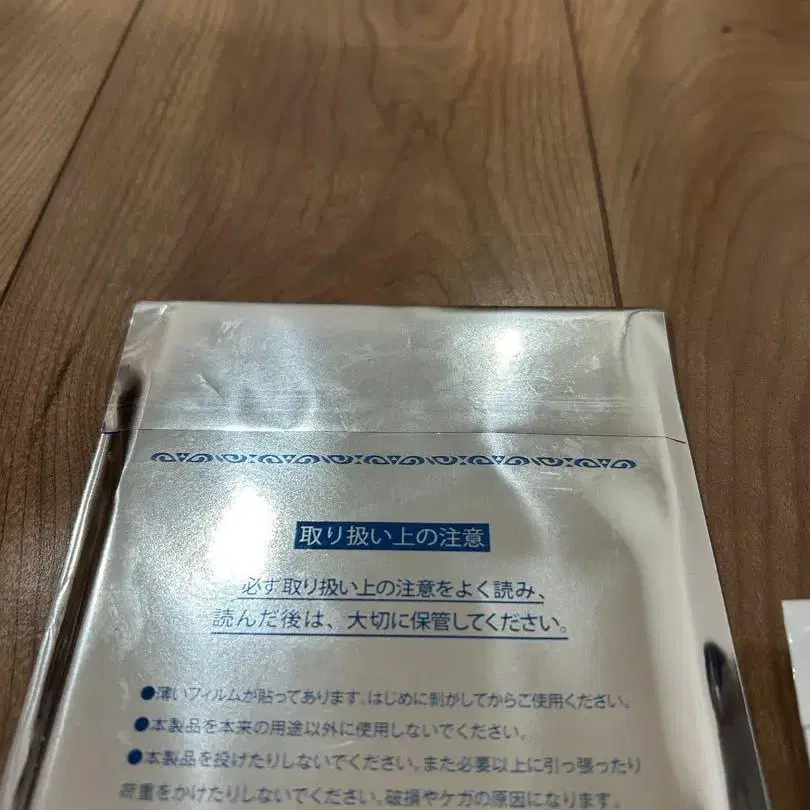 取り扱い上の注意
必ず取り扱い上の注意をよく読み、
読んだ後は、大切に保管してください。
●薄いフィルムが貼ってあります。はじめに剥がしてからご使用ください。
●本製品を本来の用途以外に使用しないでください。
●本製品を投げたりしないでください。また必要以上に引っ張ったり
荷重をかけたりしないでください。破損やケガの原因になります。